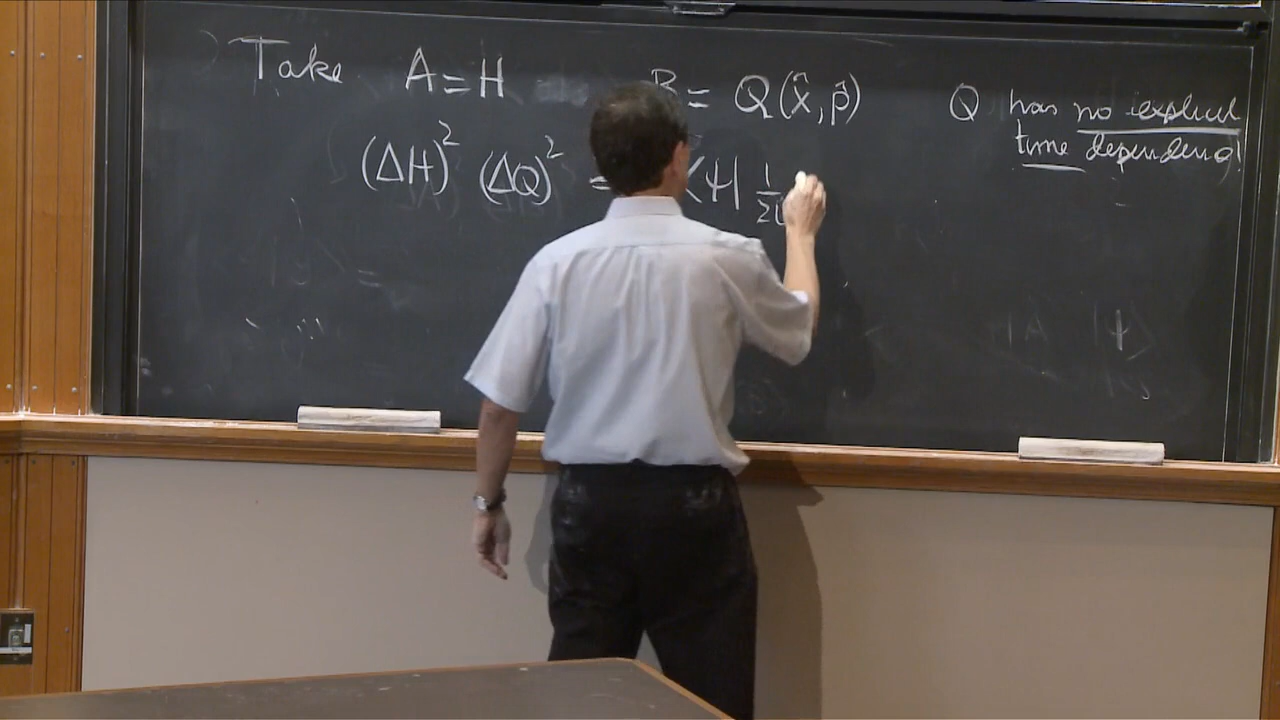 Take A = H B = Q(x̂, p̂) Q has no explicit
time dependence!
(ΔH)² (ΔQ)² = ⟨ψ| 1/2i
|A |ψ⟩